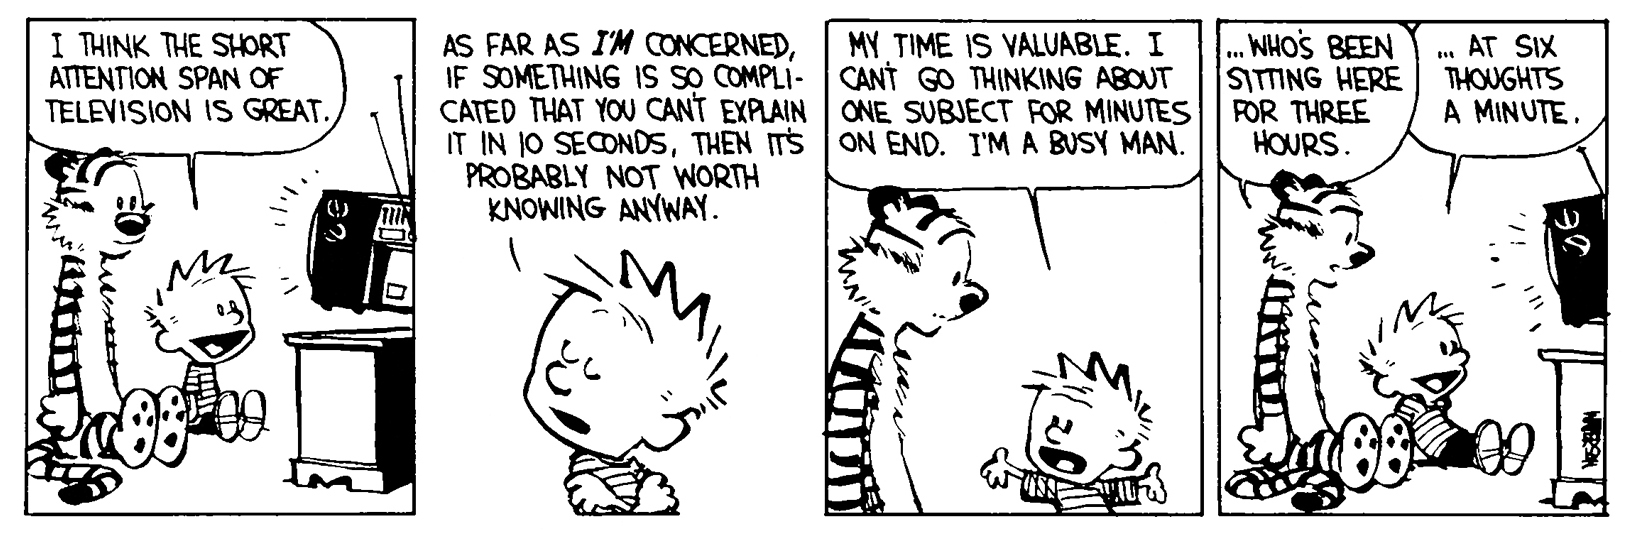 I THINK THE SHORT
ATTENTION SPAN OF
TELEVISION IS GREAT.
AS FAR AS I'M CONCERNED,
IF SOMETHING IS SO COMPLI-
CATED THAT YOU CAN'T EXPLAIN
IT IN 10 SECONDS, THEN IT'S
PROBABLY NOT WORTH
KNOWING ANYWAY.
MY TIME IS VALUABLE. I
CAN'T GO THINKING ABOUT
ONE SUBJECT FOR MINUTES
ON END. I'M A BUSY MAN.
...WHO'S BEEN
SITTING HERE
FOR THREE
HOURS.
... AT SIX
THOUGHTS
A MINUTE.
WATTERSON